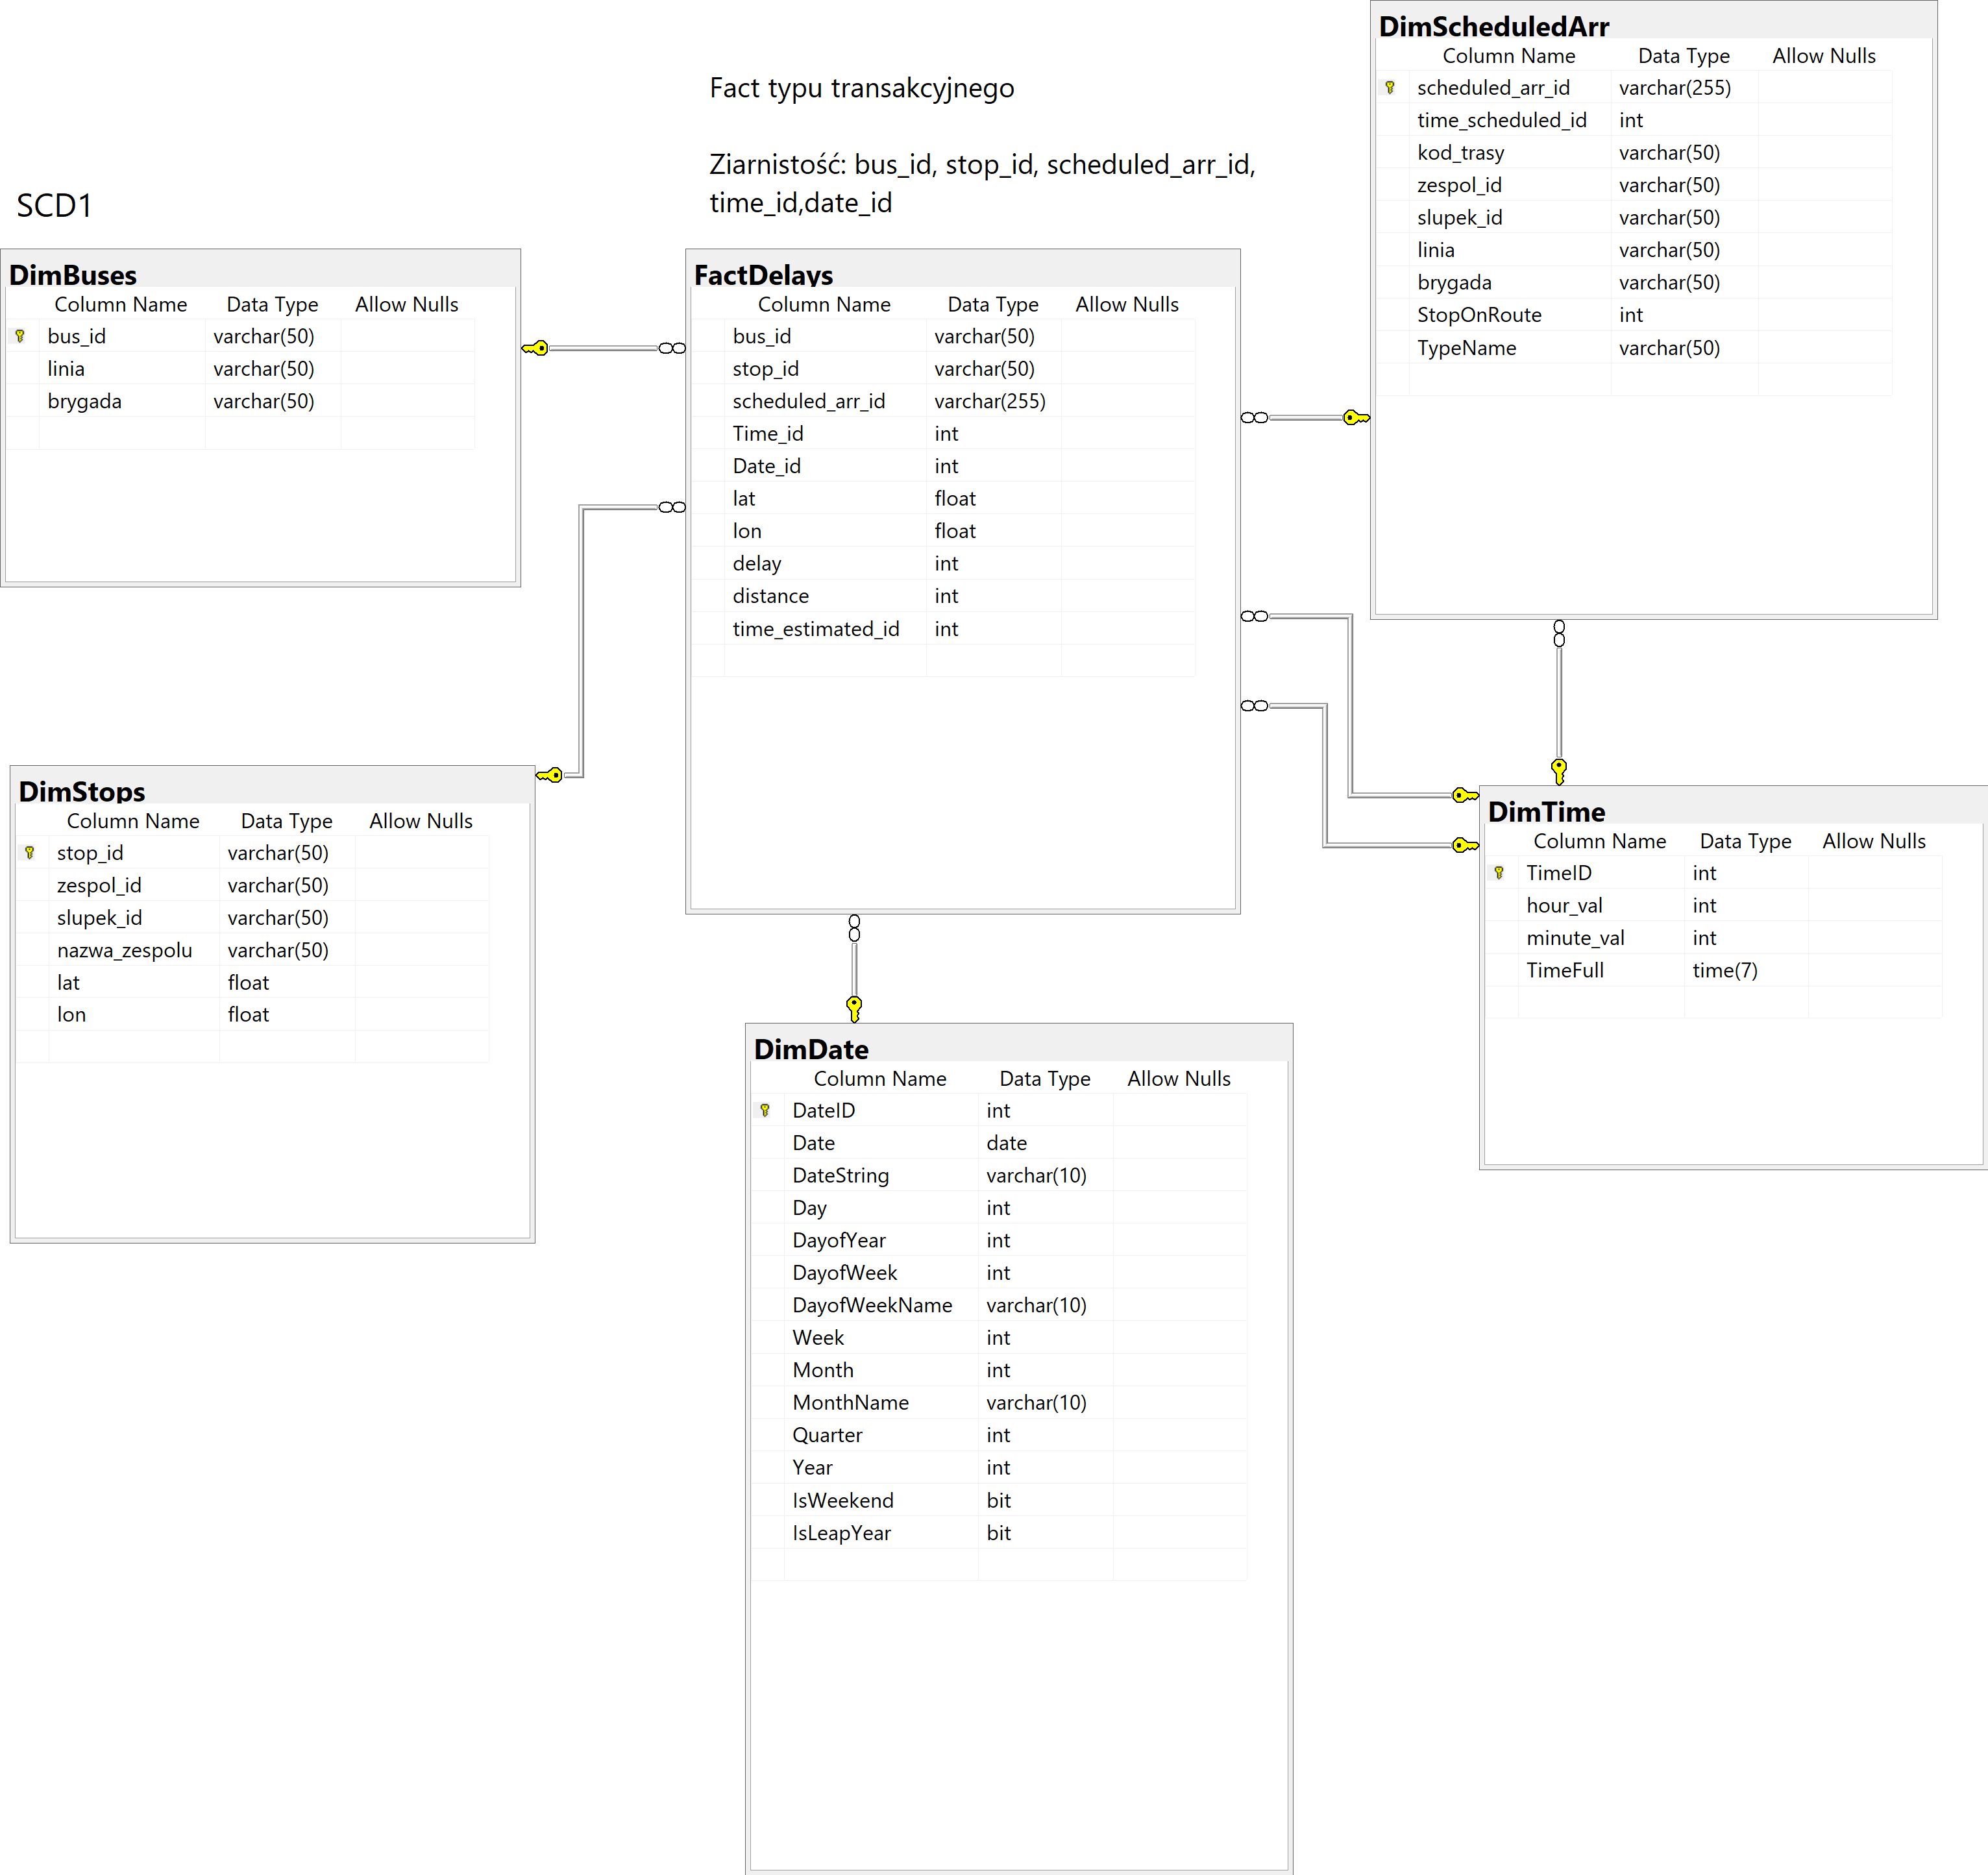 Fact typu transakcyjnego
Ziarnistość: bus_id, stop_id, scheduled_arr_id,
time_id,date_id
SCD1
DimBuses
Column Name Data Type Allow Nulls
bus_id varchar(50)
linia varchar(50)
brygada varchar(50)
FactDelays
Column Name Data Type Allow Nulls
bus_id varchar(50)
stop_id varchar(50)
scheduled_arr_id varchar(255)
Time_id int
Date_id int
lat float
lon float
delay int
distance int
time_estimated_id int
DimScheduledArr
Column Name Data Type Allow Nulls
scheduled_arr_id varchar(255)
time_scheduled_id int
kod_trasy varchar(50)
zespol_id varchar(50)
slupek_id varchar(50)
linia varchar(50)
brygada varchar(50)
StopOnRoute int
TypeName varchar(50)
DimStops
Column Name Data Type Allow Nulls
stop_id varchar(50)
zespol_id varchar(50)
slupek_id varchar(50)
nazwa_zespolu varchar(50)
lat float
lon float
DimTime
Column Name Data Type Allow Nulls
TimeID int
hour_val int
minute_val int
TimeFull time(7)
DimDate
Column Name Data Type Allow Nulls
DateID int
Date date
DateString varchar(10)
Day int
DayofYear int
DayofWeek int
DayofWeekName varchar(10)
Week int
Month int
MonthName varchar(10)
Quarter int
Year int
IsWeekend bit
IsLeapYear bit